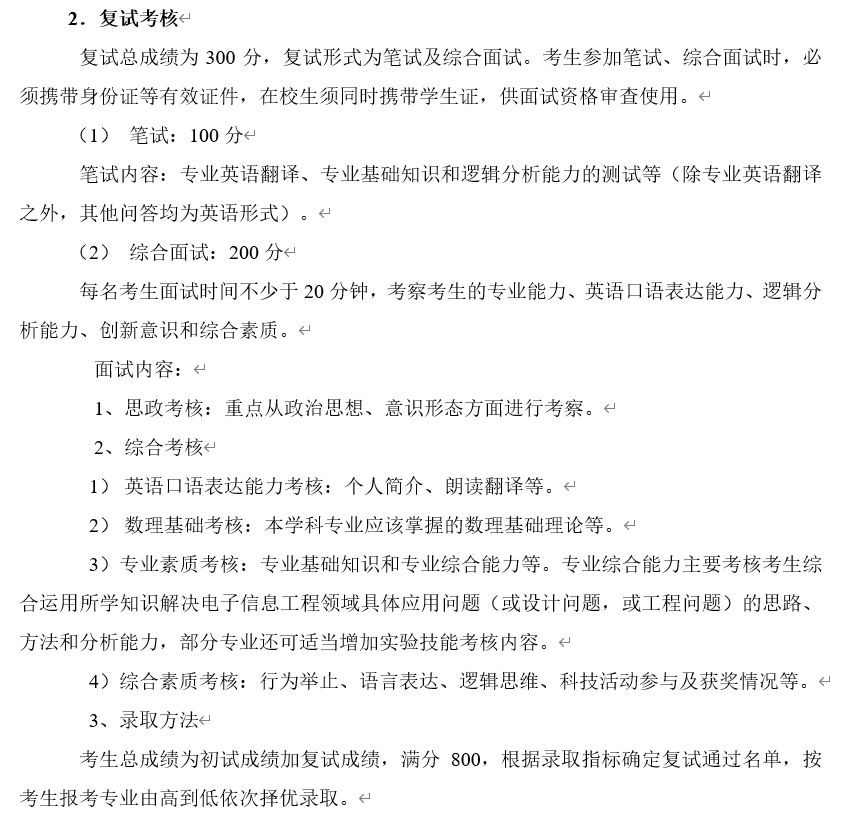 2．复试考核
复试总成绩为 300 分，复试形式为笔试及综合面试。考生参加笔试、综合面试时，必
须携带身份证等有效证件，在校生须同时携带学生证，供面试资格审查使用。
（1） 笔试：100 分
笔试内容：专业英语翻译、专业基础知识和逻辑分析能力的测试等（除专业英语翻译
之外，其他问答均为英语形式）。
（2） 综合面试：200 分
每名考生面试时间不少于 20 分钟，考察考生的专业能力、英语口语表达能力、逻辑分
析能力、创新意识和综合素质。
面试内容：
1、思政考核：重点从政治思想、意识形态方面进行考察。
2、综合考核
1） 英语口语表达能力考核：个人简介、朗读翻译等。
2） 数理基础考核：本学科专业应该掌握的数理基础理论等。
3）专业素质考核：专业基础知识和专业综合能力等。专业综合能力主要考核考生综
合运用所学知识解决电子信息工程领域具体应用问题（或设计问题，或工程问题）的思路、
方法和分析能力，部分专业还可适当增加实验技能考核内容。
4）综合素质考核：行为举止、语言表达、逻辑思维、科技活动参与及获奖情况等。
3、录取方法
考生总成绩为初试成绩加复试成绩，满分 800，根据录取指标确定复试通过名单，按
考生报考专业由高到低依次择优录取。